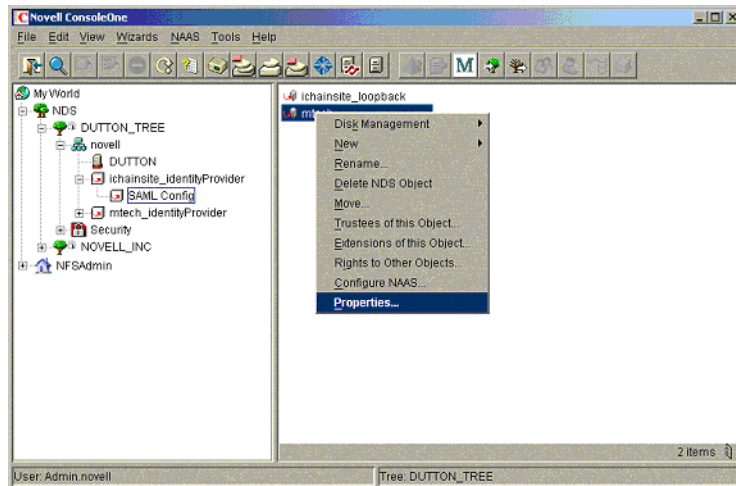 Novell ConsoleOne
File Edit View Wizards NAAS Tools Help
M
My World
NDS
DUTTON_TREE
novell
DUTTON
ichainsite_identityProvider
SAML Config
mtech_identityProvider
Security
NOVELL_INC
NFSAdmin
ichainsite_loopback
Disk Management
New
Rename...
Delete NDS Object
Move...
Trustees of this Object...
Extensions of this Object...
Rights to Other Objects...
Configure NAAS...
Properties...
2 items
User: Admin.novell
Tree: DUTTON_TREE